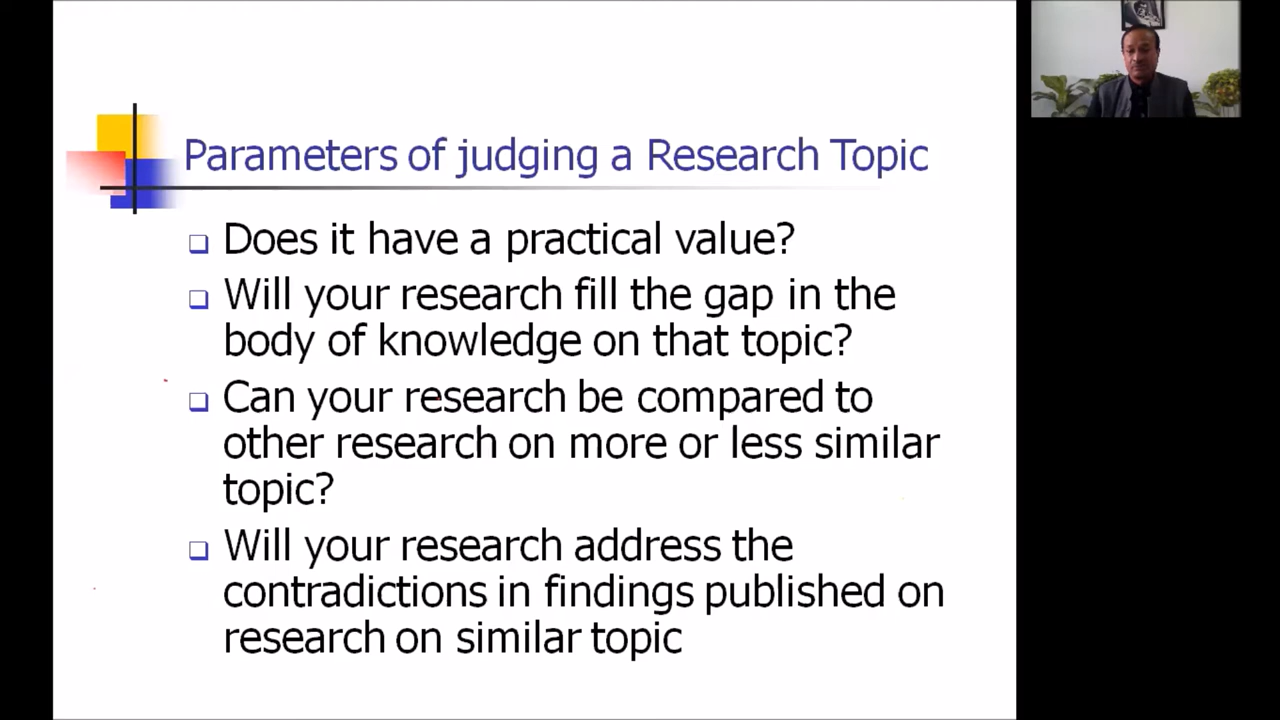 Parameters of judging a Research Topic
Does it have a practical value?
Will your research fill the gap in the
body of knowledge on that topic?
Can your research be compared to
other research on more or less similar
topic?
Will your research address the
contradictions in findings published on
research on similar topic